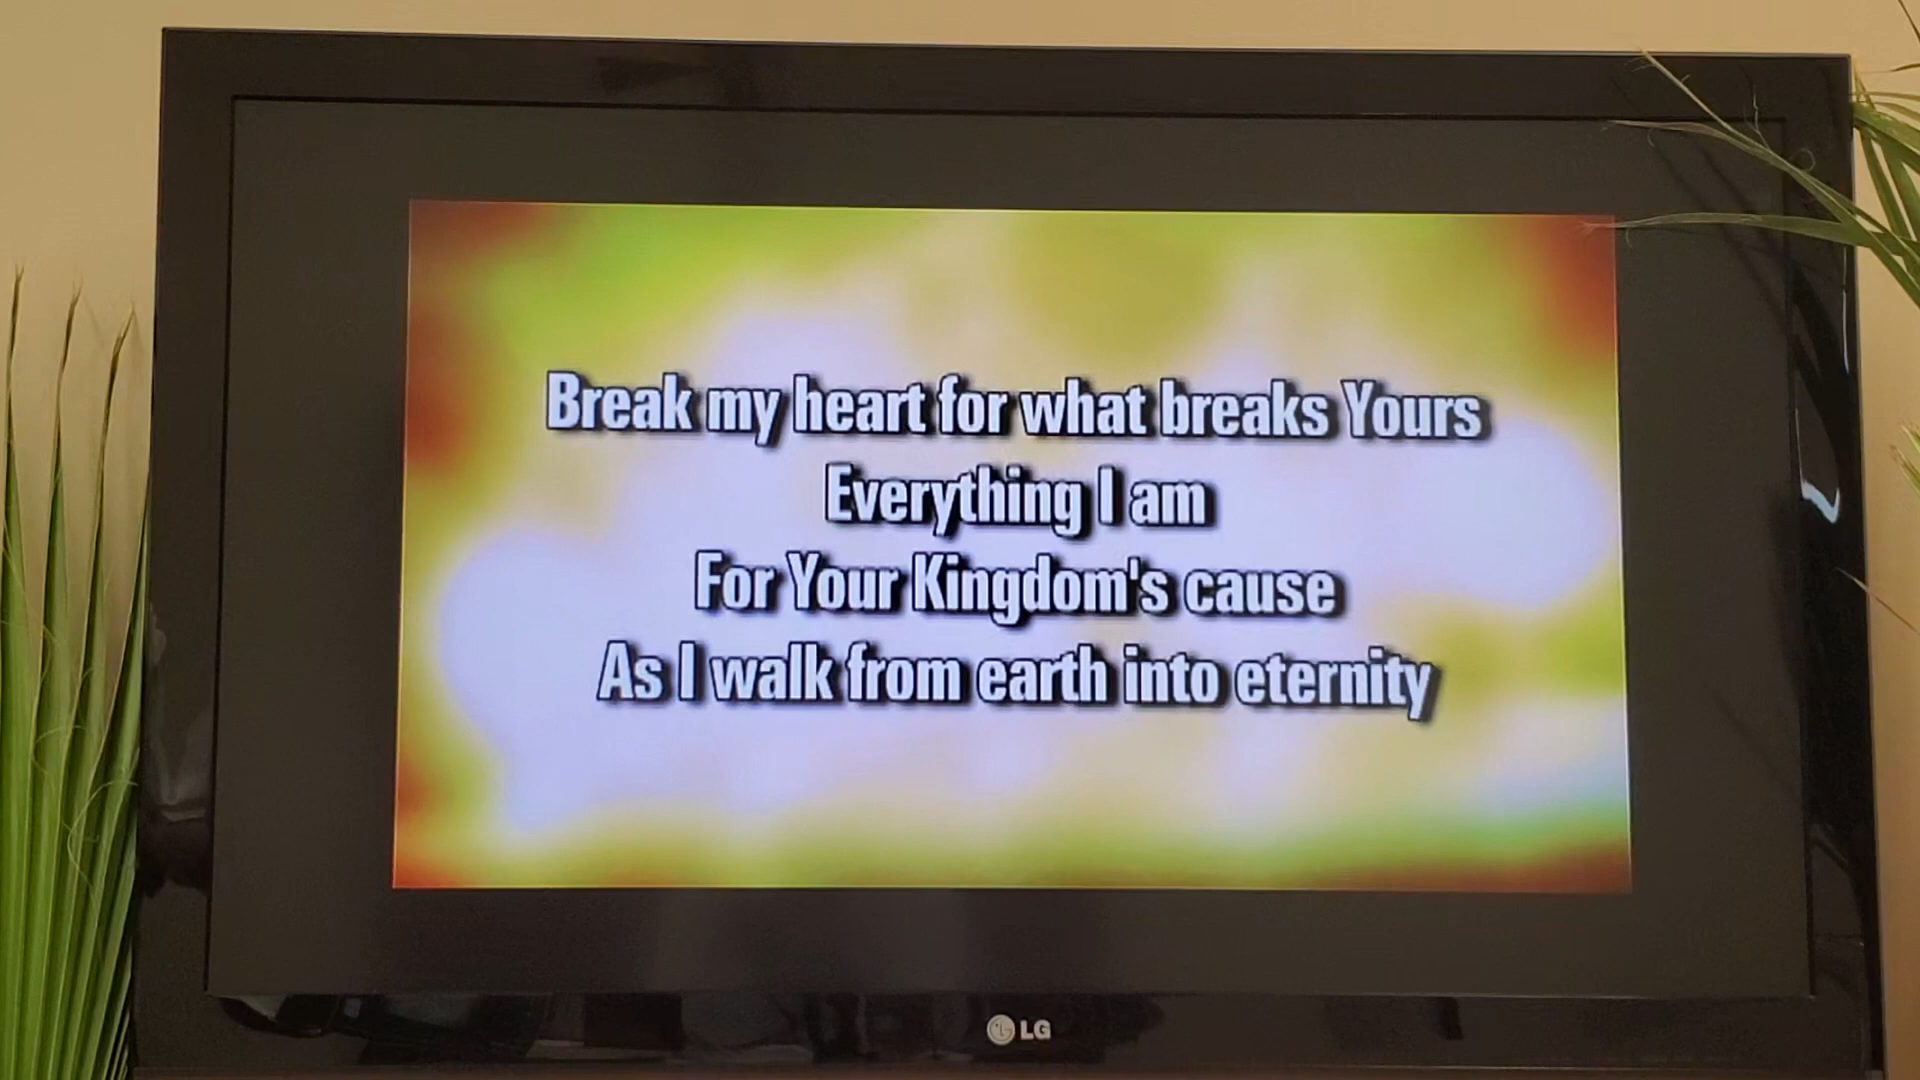 Break my heart for what breaks Yours
Everything I am
For Your Kingdom's cause
As I walk from earth into eternity
LG